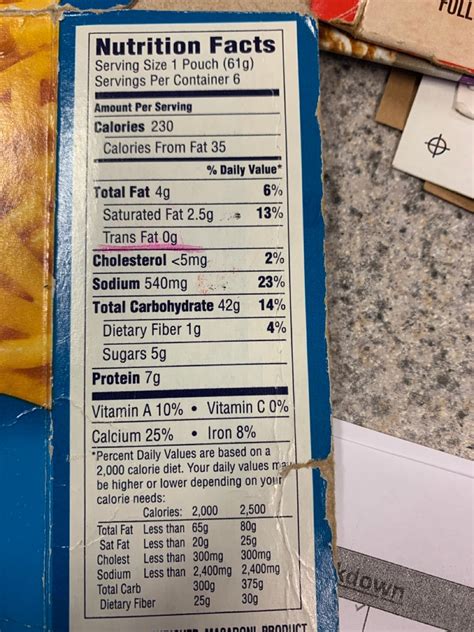 FULL
Nutrition Facts
Serving Size 1 Pouch (61g)
Servings Per Container 6
Amount Per Serving
Calories 230
Calories From Fat 35
% Daily Value*
Total Fat 4g 6%
Saturated Fat 2.5g 13%
Trans Fat 0g
Cholesterol <5mg 2%
Sodium 540mg 23%
Total Carbohydrate 42g 14%
Dietary Fiber 1g 4%
Sugars 5g
Protein 7g
Vitamin A 10% • Vitamin C 0%
Calcium 25% • Iron 8%
*Percent Daily Values are based on a
2,000 calorie diet. Your daily values may
be higher or lower depending on your
calorie needs:
Calories: 2,000 2,500
Total Fat Less than 65g 80g
Sat Fat Less than 20g 25g
Cholest Less than 300mg 300mg
Sodium Less than 2,400mg 2,400mg
Total Carb 300g 375g
Dietary Fiber 25g 30g
MACARONI PRODUCT
kdown